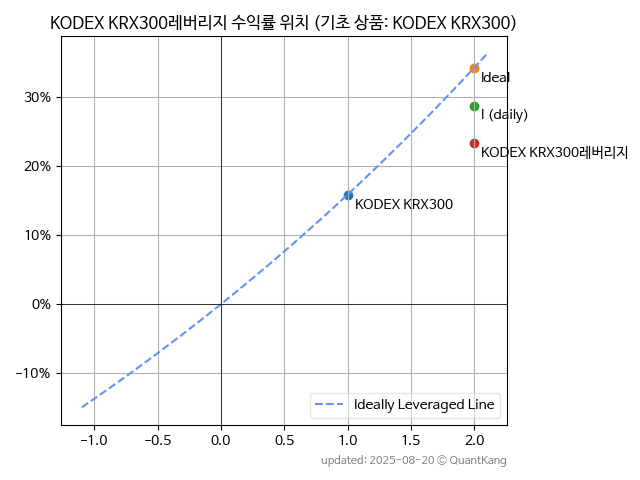 KODEX KRX300레버리지 수익률 위치 (기초 상품: KODEX KRX300)
30%
20%
10%
0%
−10%
Ideal
I (daily)
KODEX KRX300레버리지
KODEX KRX300
Ideally Leveraged Line
−1.0
−0.5
0.0
0.5
1.0
1.5
2.0
updated: 2025-08-20 © QuantKang